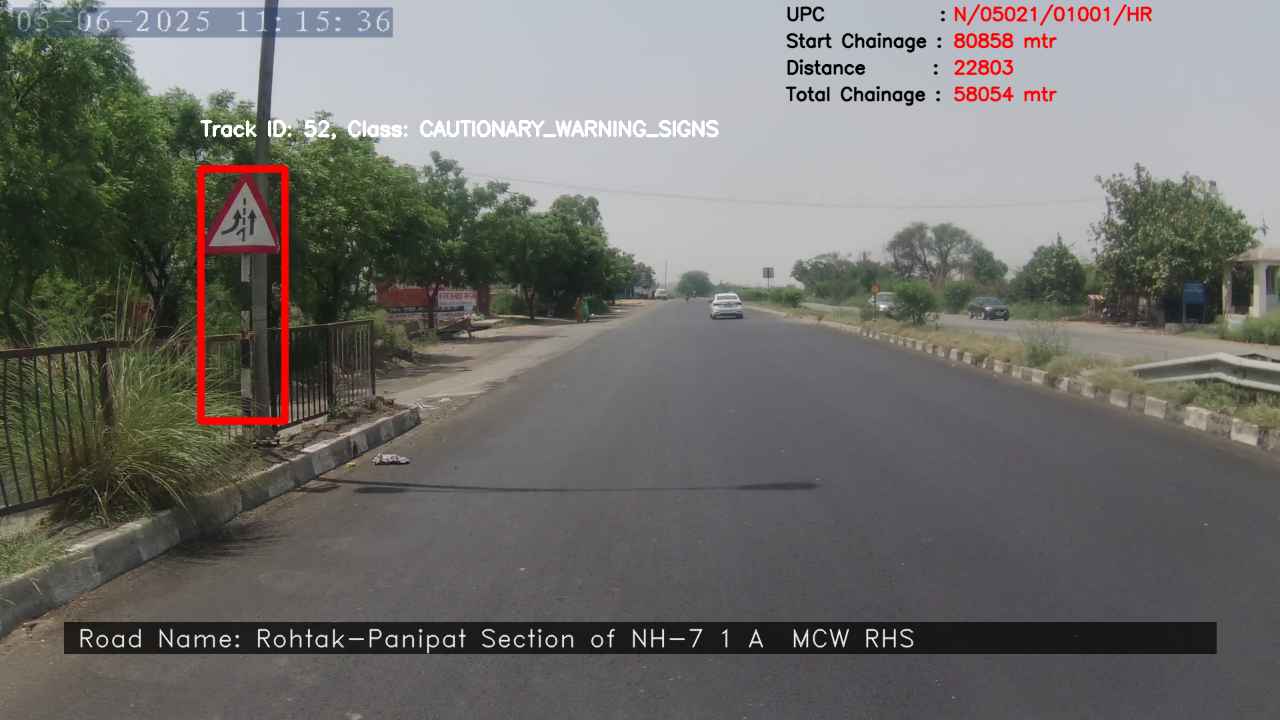 05-06-2025 11:15:36
UPC : N/05021/01001/HR
Start Chainage : 80858 mtr
Distance : 22803
Total Chainage : 58054 mtr
Track ID: 52, Class: CAUTIONARY_WARNING_SIGNS
Road Name: Rohtak-Panipat Section of NH-7 1 A MCW RHS